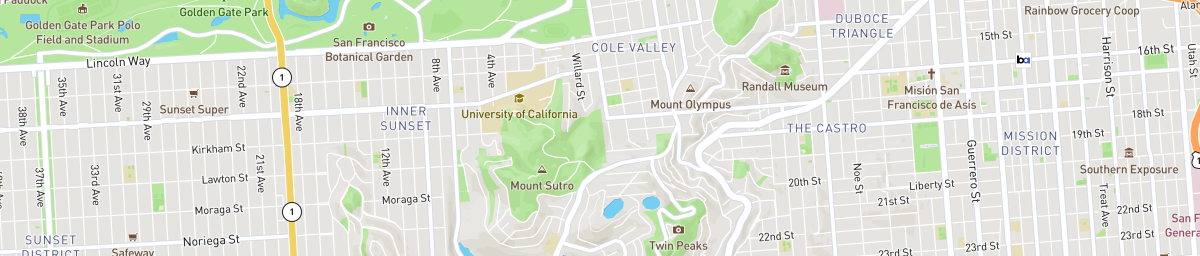 Paddock
Golden Gate Park
Golden Gate Park Polo
Field and Stadium
San Francisco
Botanical Garden
COLE VALLEY
DUBOCE
TRIANGLE
Rainbow Grocery Coop
Utah St
15th St
16th St
Harrison St
Lincoln Way
1
8th Ave
4th Ave
Willard St
Randall Museum
ba
35th Ave
31st Ave
22nd Ave
Mount Olympus
Misión San
Francisco de Asís
38th Ave
29th Ave
Sunset Super
18th Ave
INNER
SUNSET
University of California
THE CASTRO
18th St
19th St
MISSION
DISTRICT
Kirkham St
21st Ave
12th Ave
Guerrero St
Southern Exposure
37th Ave
33rd Ave
Lawton St
Mount Sutro
20th St
Noe St
Liberty St
Treat Ave
Moraga St
Moraga St
21st St
22nd St
1
Noriega St
SUNSET
DISTRICT
Safeway
Twin Peaks
22nd St
23rd St
23rd St
San F
Genera